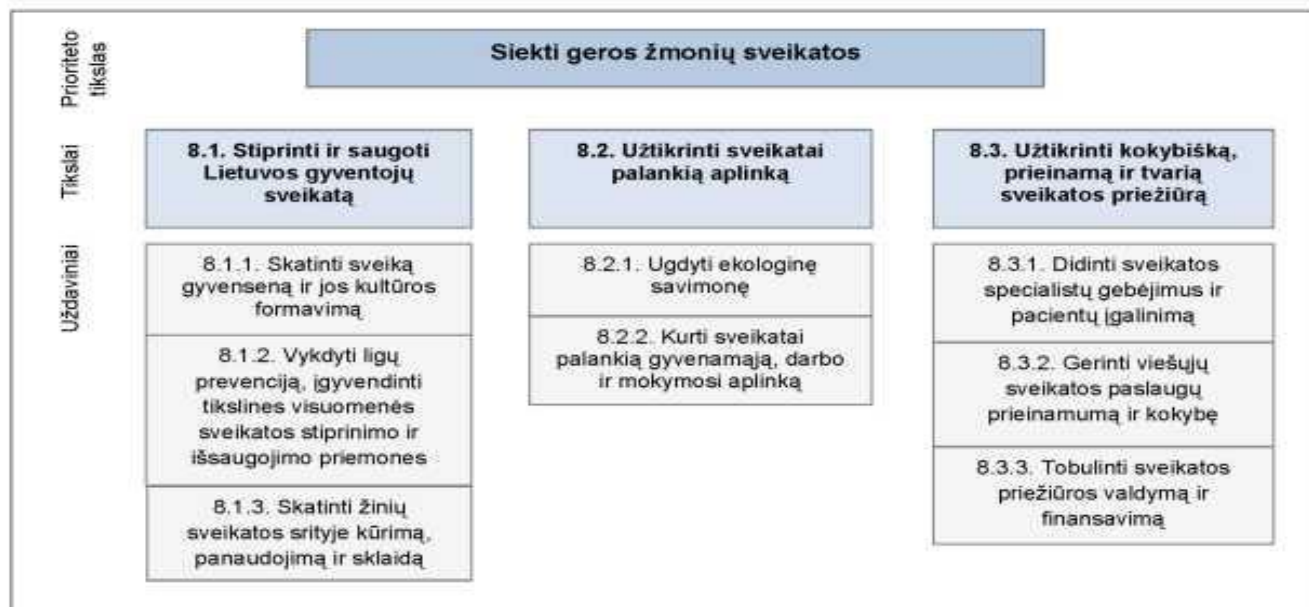 Prioriteto
tikslas
Siekti geros žmonių sveikatos
Tikslai
8.1. Stiprinti ir saugoti
Lietuvos gyventojų
sveikatą
8.2. Užtikrinti sveikatai
palankią aplinką
8.3. Užtikrinti kokybišką,
prieinamą ir tvarią
sveikatos priežiūrą
Uždaviniai
8.1.1. Skatinti sveiką
gyvenseną ir jos kultūros
formavimą
8.1.2. Vykdyti ligų
prevenciją, įgyvendinti
tikslines visuomenės
sveikatos stiprinimo ir
išsaugojimo priemones
8.1.3. Skatinti žinių
sveikatos srityje kūrimą,
panaudojimą ir sklaidą
8.2.1. Ugdyti ekologinę
savimonę
8.2.2. Kurti sveikatai
palankią gyvenamąją, darbo
ir mokymosi aplinką
8.3.1. Didinti sveikatos
specialistų gebėjimus ir
pacientų įgalinimą
8.3.2. Gerinti viešųjų
sveikatos paslaugų
prieinamumą ir kokybę
8.3.3. Tobulinti sveikatos
priežiūros valdymą ir
finansavimą